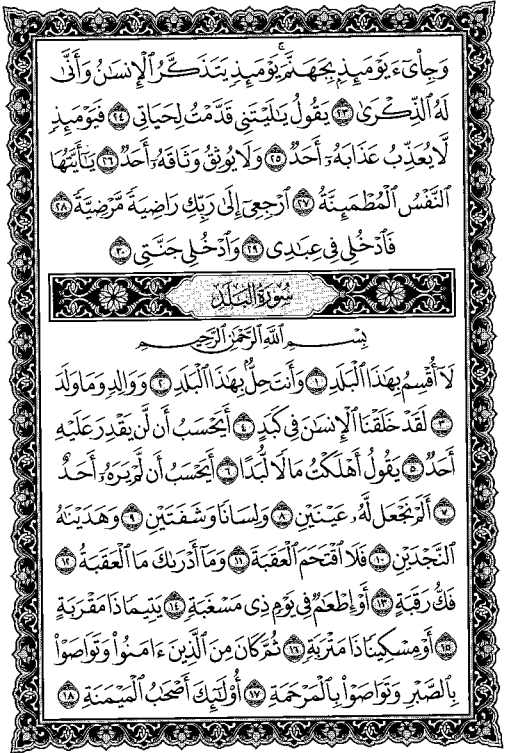 وَجِاْىٓءَ يَوْمَئِذٍۭ بِجَهَنَّمَۚ يَوْمَئِذٍ يَتَذَكَّرُ ٱلْإِنسَٰنُ وَأَنَّىٰ
لَهُ ٱلذِّكْرَىٰ ٢٣ يَقُولُ يَٰلَيْتَنِى قَدَّمْتُ لِحَيَاتِى ٢٤ فَيَوْمَئِذٍ
لَّا يُعَذِّبُ عَذَابَهُۥٓ أَحَدٌ ٢٥ وَلَا يُوثِقُ وَثَاقَهُۥٓ أَحَدٌ ٢٦ يَٰٓأَيَّتُهَا
ٱلنَّفْسُ ٱلْمُطْمَئِنَّةُ ٢٧ ٱرْجِعِىٓ إِلَىٰ رَبِّكِ رَاضِيَةً مَّرْضِيَّةً ٢٨
فَٱدْخُلِى فِى عِبَٰدِى ٢٩ وَٱدْخُلِى جَنَّتِى ٣٠
سُورَةُ ٱلْبَلَدِ
بِسْمِ ٱللَّهِ ٱلرَّحْمَٰنِ ٱلرَّحِيمِ
لَآ أُقْسِمُ بِهَٰذَا ٱلْبَلَدِ ١ وَأَنتَ حِلٌّۢ بِهَٰذَا ٱلْبَلَدِ ٢ وَوَالِدٍ وَمَا وَلَدَ
٣ لَقَدْ خَلَقْنَا ٱلْإِنسَٰنَ فِى كَبَدٍ ٤ أَيَحْسَبُ أَن لَّن يَقْدِرَ عَلَيْهِ
أَحَدٌ ٥ يَقُولُ أَهْلَكْتُ مَالًا لُّبَدًا ٦ أَيَحْسَبُ أَن لَّمْ يَرَهُۥٓ أَحَدٌ
٧ أَلَمْ نَجْعَل لَّهُۥ عَيْنَيْنِ ٨ وَلِسَانًا وَشَفَتَيْنِ ٩ وَهَدَيْنَٰهُ
ٱلنَّجْدَيْنِ ١٠ فَلَا ٱقْتَحَمَ ٱلْعَقَبَةَ ١١ وَمَآ أَدْرَىٰكَ مَا ٱلْعَقَبَةُ ١٢
فَكُّ رَقَبَةٍ ١٣ أَوْ إِطْعَٰمٌ فِى يَوْمٍ ذِى مَسْغَبَةٍ ١٤ يَتِيمًا ذَا مَقْرَبَةٍ
١٥ أَوْ مِسْكِينًا ذَا مَتْرَبَةٍ ١٦ ثُمَّ كَانَ مِنَ ٱلَّذِينَ ءَامَنُوا۟ وَتَوَاصَوْا۟
بِٱلصَّبْرِ وَتَوَاصَوْا۟ بِٱلْمَرْحَمَةِ ١٧ أُو۟لَٰٓئِكَ أَصْحَٰبُ ٱلْمَيْمَنَةِ ١٨